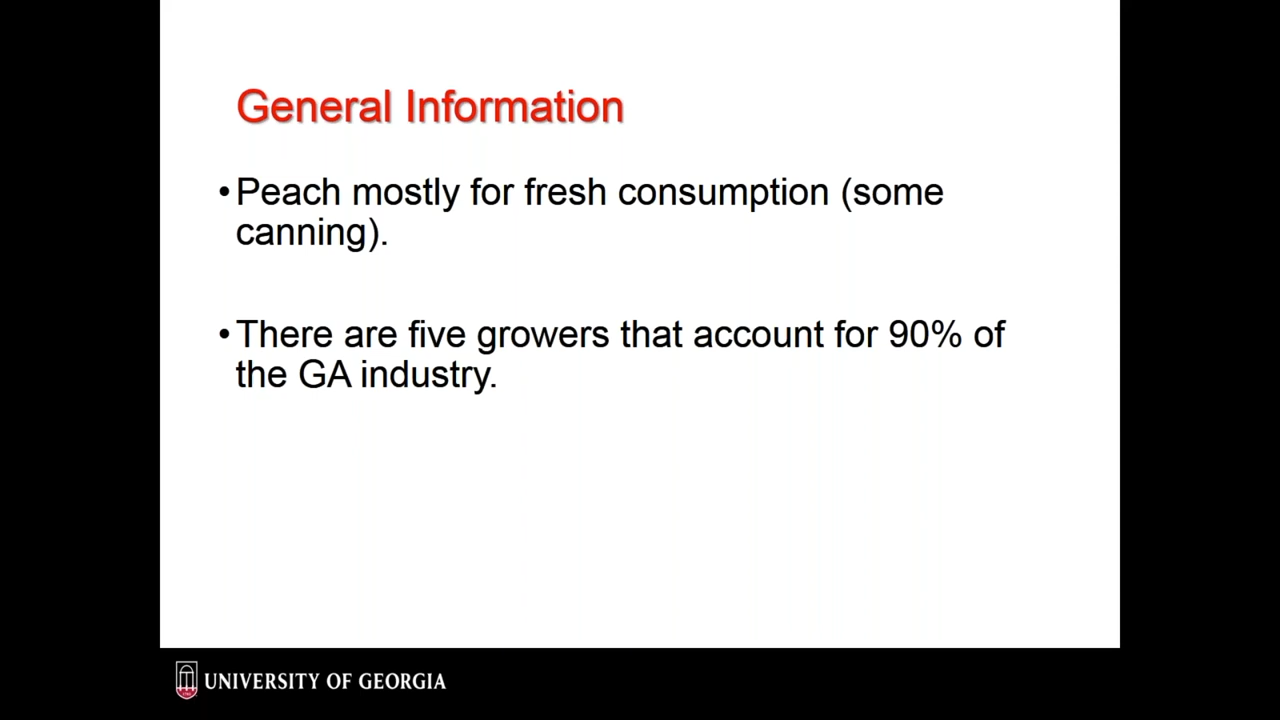 General Information
•Peach mostly for fresh consumption (some
canning).
•There are five growers that account for 90% of
the GA industry.
UNIVERSITY OF GEORGIA